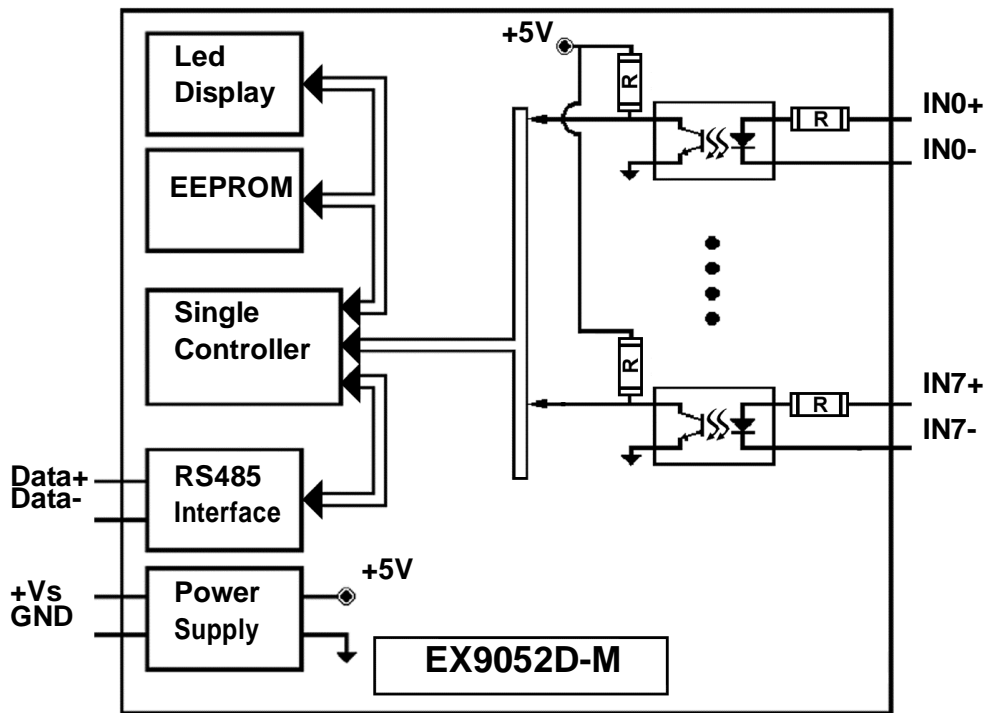 Led
Display
EEPROM
Single
Controller
RS485
Interface
Power
Supply
Data+
Data-
+Vs
GND
+5V
+5V
R
R
IN0+
IN0-
R
R
IN7+
IN7-
EX9052D-M